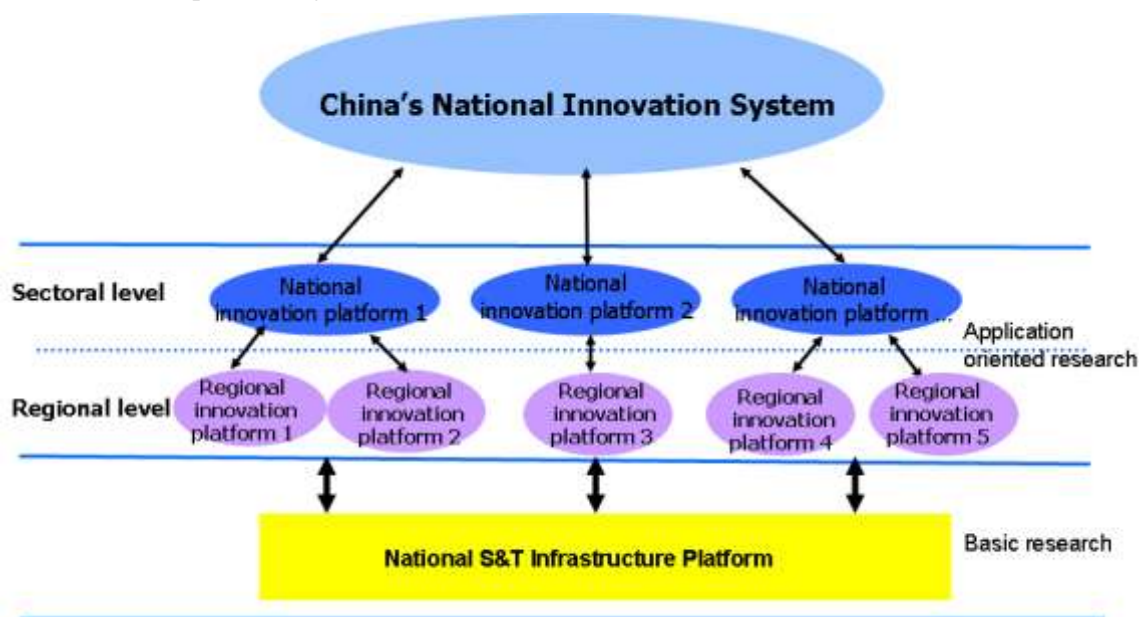 China's National Innovation System
Sectoral level
National
innovation platform 1
National
innovation platform 2
National
innovation platform ...
Application
oriented research
Regional level
Regional
innovation
platform 1
Regional
innovation
platform 2
Regional
innovation
platform 3
Regional
innovation
platform 4
Regional
innovation
platform 5
National S&T Infrastructure Platform
Basic research